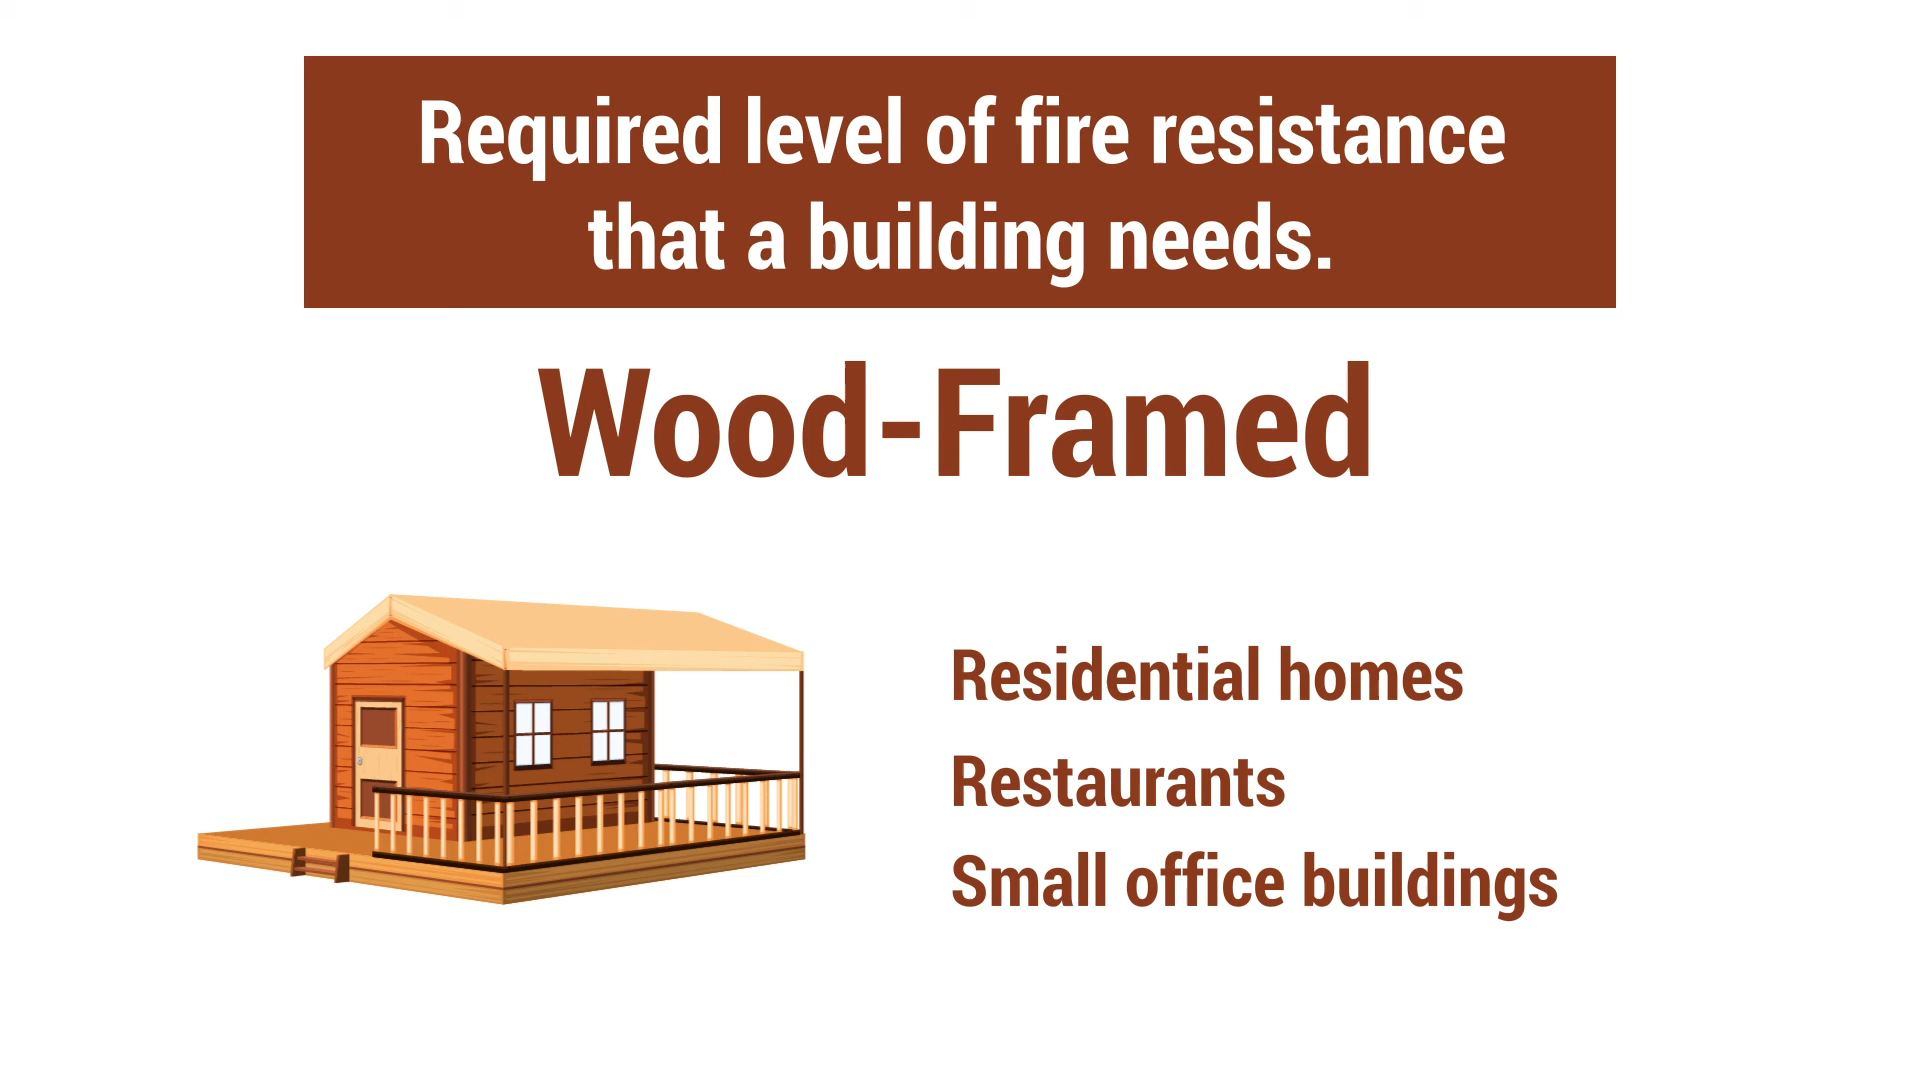 Required level of fire resistance
that a building needs.
Wood-Framed
Residential homes
Restaurants
Small office buildings